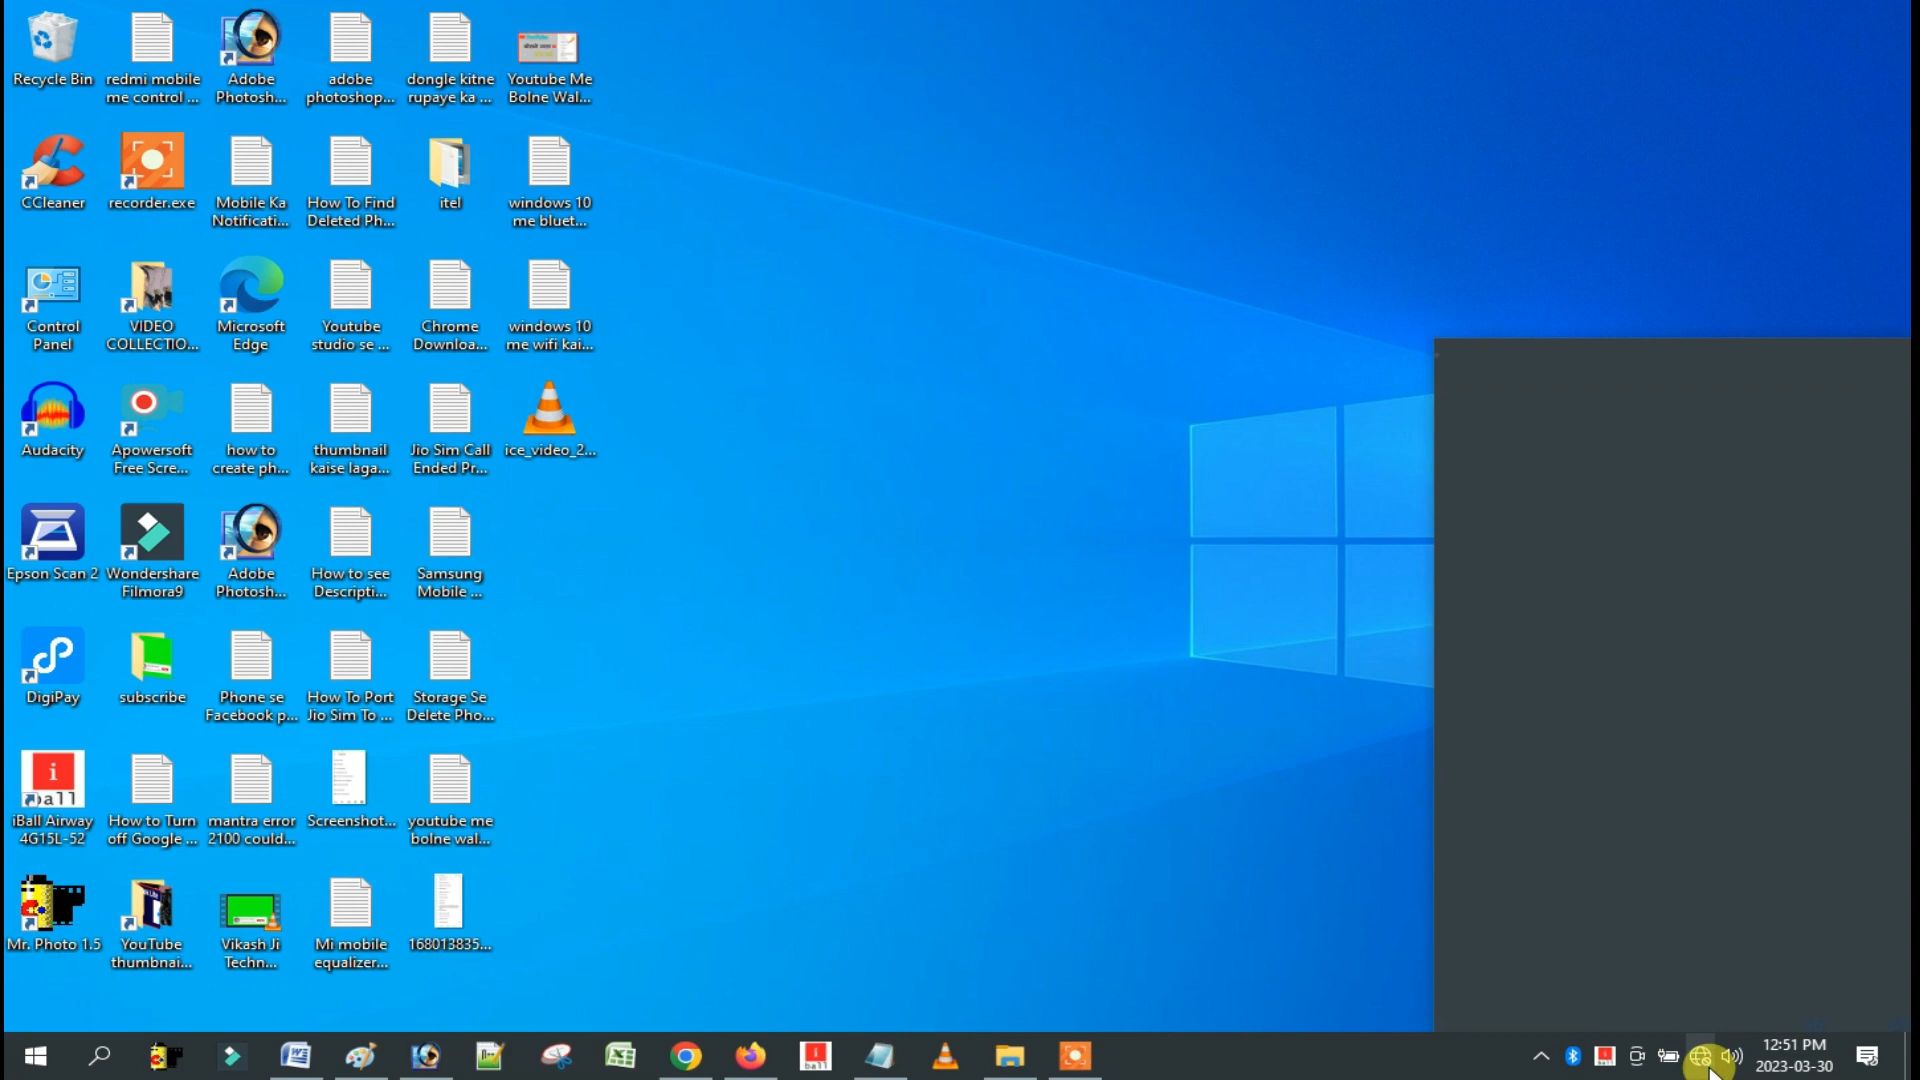 Recycle Bin
redmi mobile
me control ...
Adobe
Photosh...
adobe
photoshop...
dongle kitne
rupaye ka ...
Youtube Me
Bolne Wal...
CCleaner
recorder.exe
Mobile Ka
Notificati...
How To Find
Deleted Ph...
itel
windows 10
me bluet...
Control
Panel
VIDEO
COLLECTIO...
Microsoft
Edge
Youtube
studio se ...
Chrome
Downloa...
windows 10
me wifi kai...
Audacity
Apowersoft
Free Scre...
how to
create ph...
thumbnail
kaise laga...
Jio Sim Call
Ended Pr...
ice_video_2...
Epson Scan 2
Wondershare
Filmora9
Adobe
Photosh...
How to see
Descripti...
Samsung
Mobile ...
DigiPay
subscribe
Phone se
Facebook p...
How To Port
Jio Sim To ...
Storage Se
Delete Pho...
i
ball
iBall Airway
4G15L-52
How to Turn
off Google ...
mantra error
2100 could...
Screenshot...
youtube me
bolne wal...
Mr. Photo 1.5
YouTube
thumbnai...
Vikash Ji
Techn...
Mi mobile
equalizer...
168013835...
i
ball
12:51 PM
2023-03-30